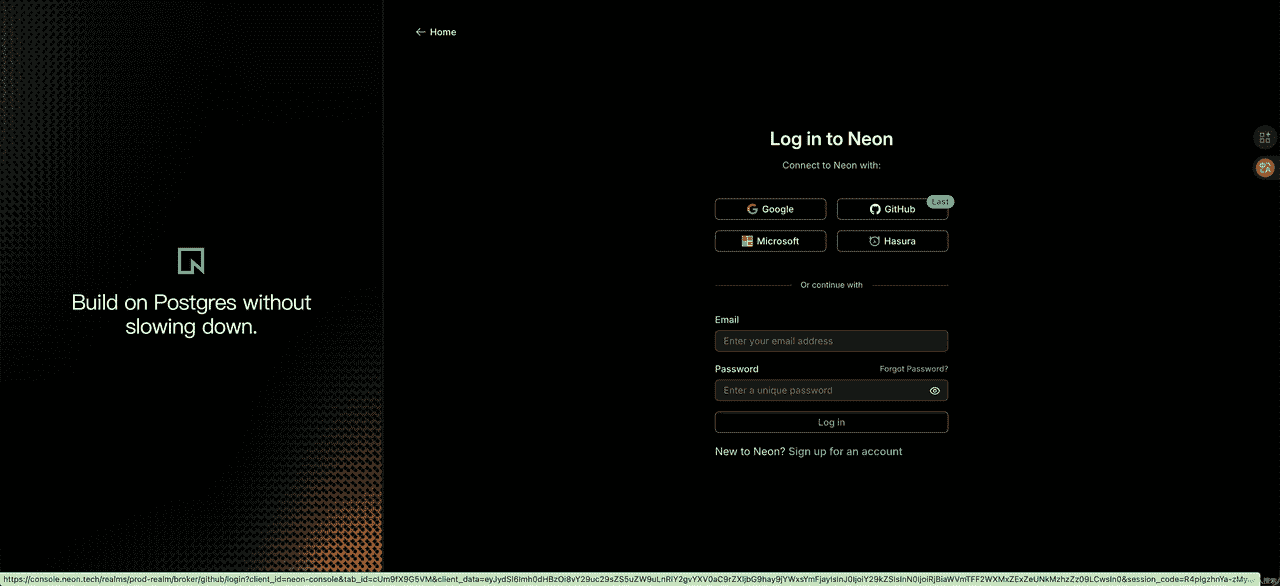 Home
Log in to Neon
Connect to Neon with:
Google
GitHub
Last
Microsoft
Hasura
Build on Postgres without
slowing down.
Or continue with
Email
Enter your email address
Password
Forgot Password?
Enter a unique password
Log in
New to Neon? Sign up for an account